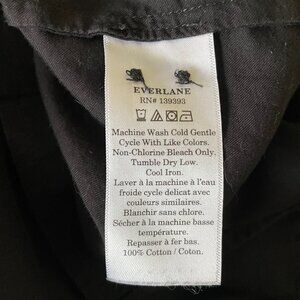 EVERLANE
RN# 139393
Machine Wash Cold Gentle
Cycle With Like Colors.
Non-Chlorine Bleach Only.
Tumble Dry Low.
Cool Iron.
Laver à la machine à l'eau
froide cycle delicat avec
couleurs similaires.
Blanchir sans chlore.
Sécher à la machine basse
température.
Repasser à fer bas.
100% Cotton / Coton.